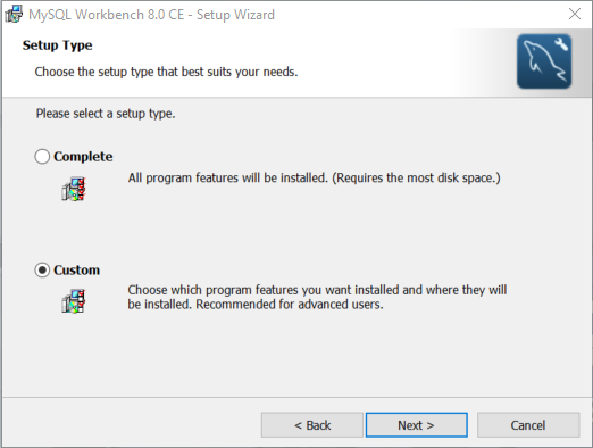 MySQL Workbench 8.0 CE - Setup Wizard
Setup Type
Choose the setup type that best suits your needs.
Please select a setup type.
Complete
All program features will be installed. (Requires the most disk space.)
Custom
Choose which program features you want installed and where they will
be installed. Recommended for advanced users.
< Back
Next >
Cancel